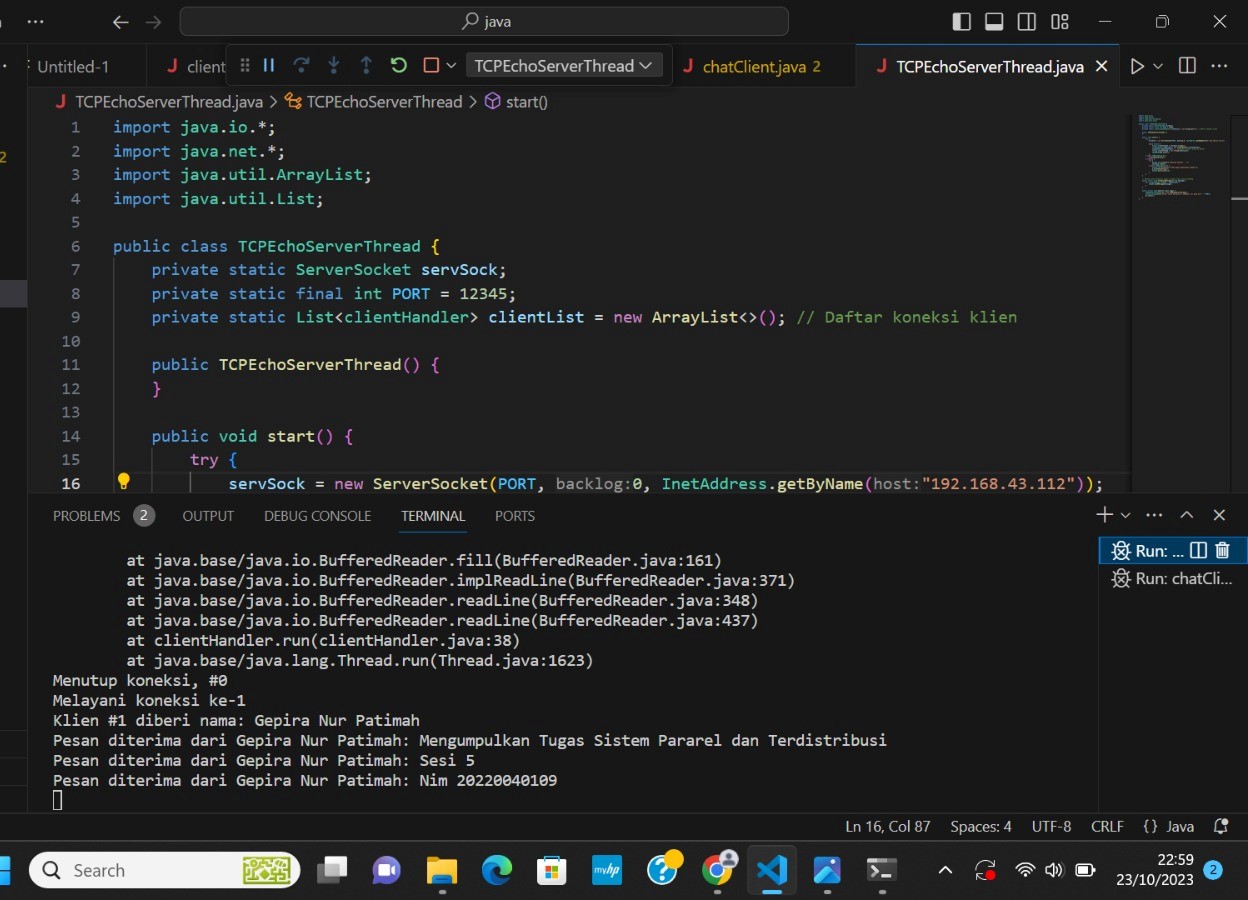 java
Untitled-1
client
TCPEchoServerThread
chatClient.java 2
TCPEchoServerThread.java
TCPEchoServerThread.java > TCPEchoServerThread > start()
2
1 import java.io.*;
2 import java.net.*;
3 import java.util.ArrayList;
4 import java.util.List;
5
6 public class TCPEchoServerThread {
7 private static ServerSocket servSock;
8 private static final int PORT = 12345;
9 private static List<clientHandler> clientList = new ArrayList<>(); // Daftar koneksi klien
10
11 public TCPEchoServerThread() {
12 }
13
14 public void start() {
15 try {
16 servSock = new ServerSocket(PORT, backlog:0, InetAddress.getByName(host:"192.168.43.112"));
PROBLEMS 2 OUTPUT DEBUG CONSOLE TERMINAL PORTS
Run: ...
Run: chatCli...
at java.base/java.io.BufferedReader.fill(BufferedReader.java:161)
at java.base/java.io.BufferedReader.implReadLine(BufferedReader.java:371)
at java.base/java.io.BufferedReader.readLine(BufferedReader.java:348)
at java.base/java.io.BufferedReader.readLine(BufferedReader.java:437)
at clientHandler.run(clientHandler.java:38)
at java.base/java.lang.Thread.run(Thread.java:1623)
Menutup koneksi, #0
Melayani koneksi ke-1
Klien #1 diberi nama: Gepira Nur Patimah
Pesan diterima dari Gepira Nur Patimah: Mengumpulkan Tugas Sistem Pararel dan Terdistribusi
Pesan diterima dari Gepira Nur Patimah: Sesi 5
Pesan diterima dari Gepira Nur Patimah: Nim 20220040109
Ln 16, Col 87 Spaces: 4 UTF-8 CRLF {} Java
Search
myhp
22:59
23/10/2023
2